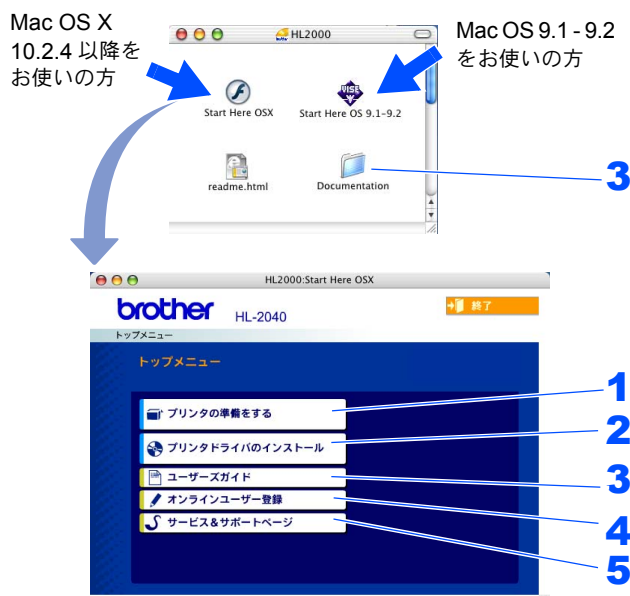 Mac OS X
10.2.4 以降を
お使いの方
HL2000
Mac OS 9.1 - 9.2
をお使いの方
Start Here OSX
Start Here OS 9.1-9.2
readme.html
Documentation
3
HL2000:Start Here OSX
brother
HL-2040
終了
トップメニュー
トップメニュー
プリンタの準備をする
1
プリンタドライバのインストール
2
ユーザーズガイド
3
オンラインユーザー登録
4
サービス&サポートページ
5